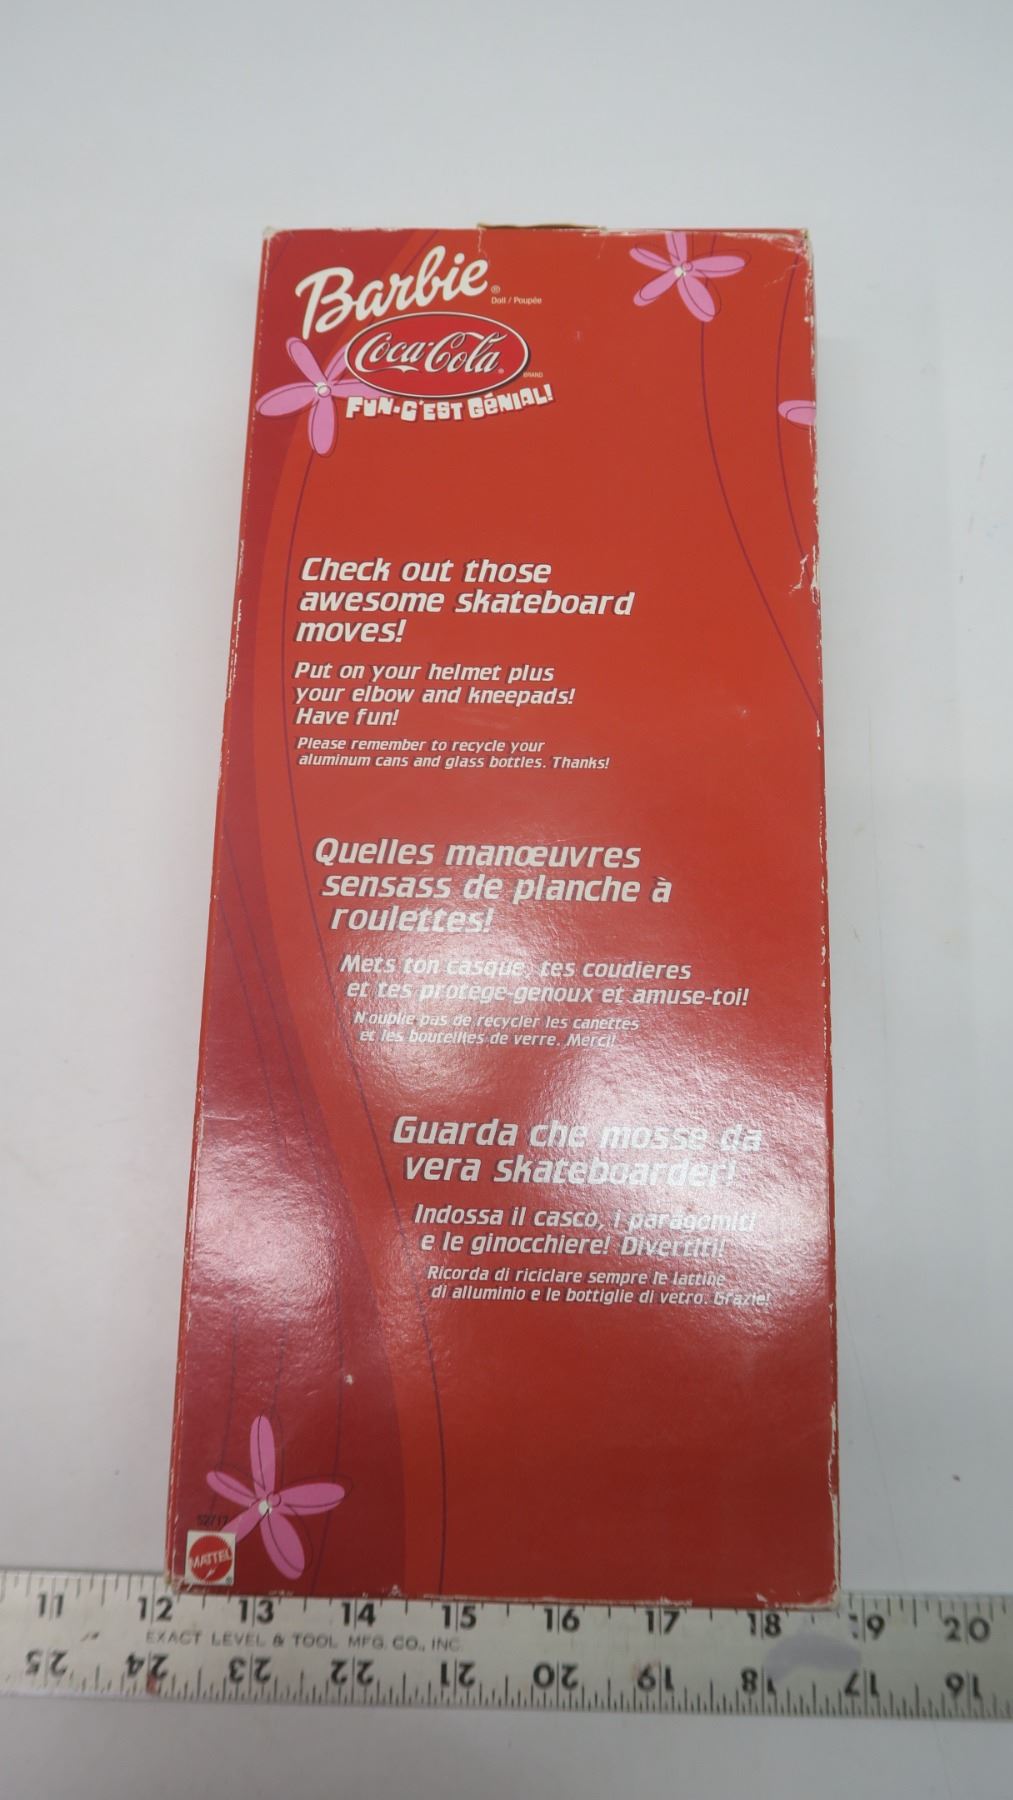 Barbie®
Doll / Poupée
Coca-Cola®
BRAND
FUN•C'EST GÉNIAL!
Check out those
awesome skateboard
moves!
Put on your helmet plus
your elbow and kneepads!
Have fun!
Please remember to recycle your
aluminum cans and glass bottles. Thanks!
Quelles manœuvres
sensass de planche à
roulettes!
Mets ton casque, tes coudières
et tes protège-genoux et amuse-toi!
N'oublie pas de recycler les canettes
et les bouteilles de verre. Merci!
Guarda che mosse da
vera skateboarder!
Indossa il casco, i paragomiti
e le ginocchiere! Divertiti!
Ricorda di riciclare sempre le lattine
di alluminio e le bottiglie di vetro. Grazie!
52717
MATTEL®
11 12 13 14 15 16 17 18 19 20
EXACT LEVEL & TOOL MFG. CO., INC.
25 24 23 22 21 20 19 18 17 16